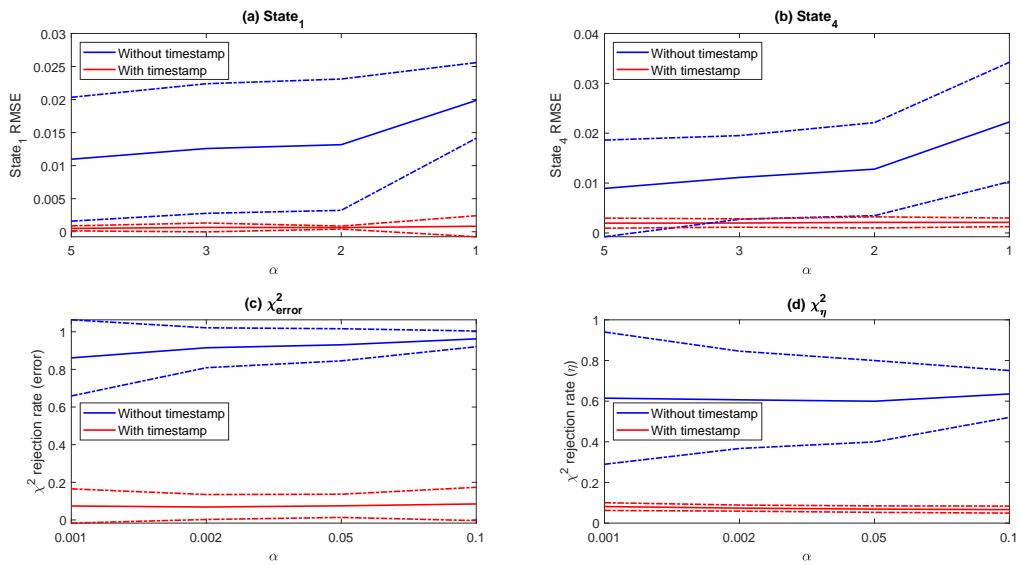 (a) State₁
0.03
0.025
0.02
0.015
0.01
0.005
0
State₁ RMSE
Without timestamp
With timestamp
5
3
2
1
α
(b) State₄
0.04
0.03
0.02
0.01
0
State₄ RMSE
Without timestamp
With timestamp
5
3
2
1
α
(c) χ²error
1
0.8
0.6
0.4
0.2
0
χ² rejection rate (error)
Without timestamp
With timestamp
0.001
0.002
0.05
0.1
α
(d) χ²η
1
0.8
0.6
0.4
0.2
0
χ² rejection rate (η)
Without timestamp
With timestamp
0.001
0.002
0.05
0.1
α